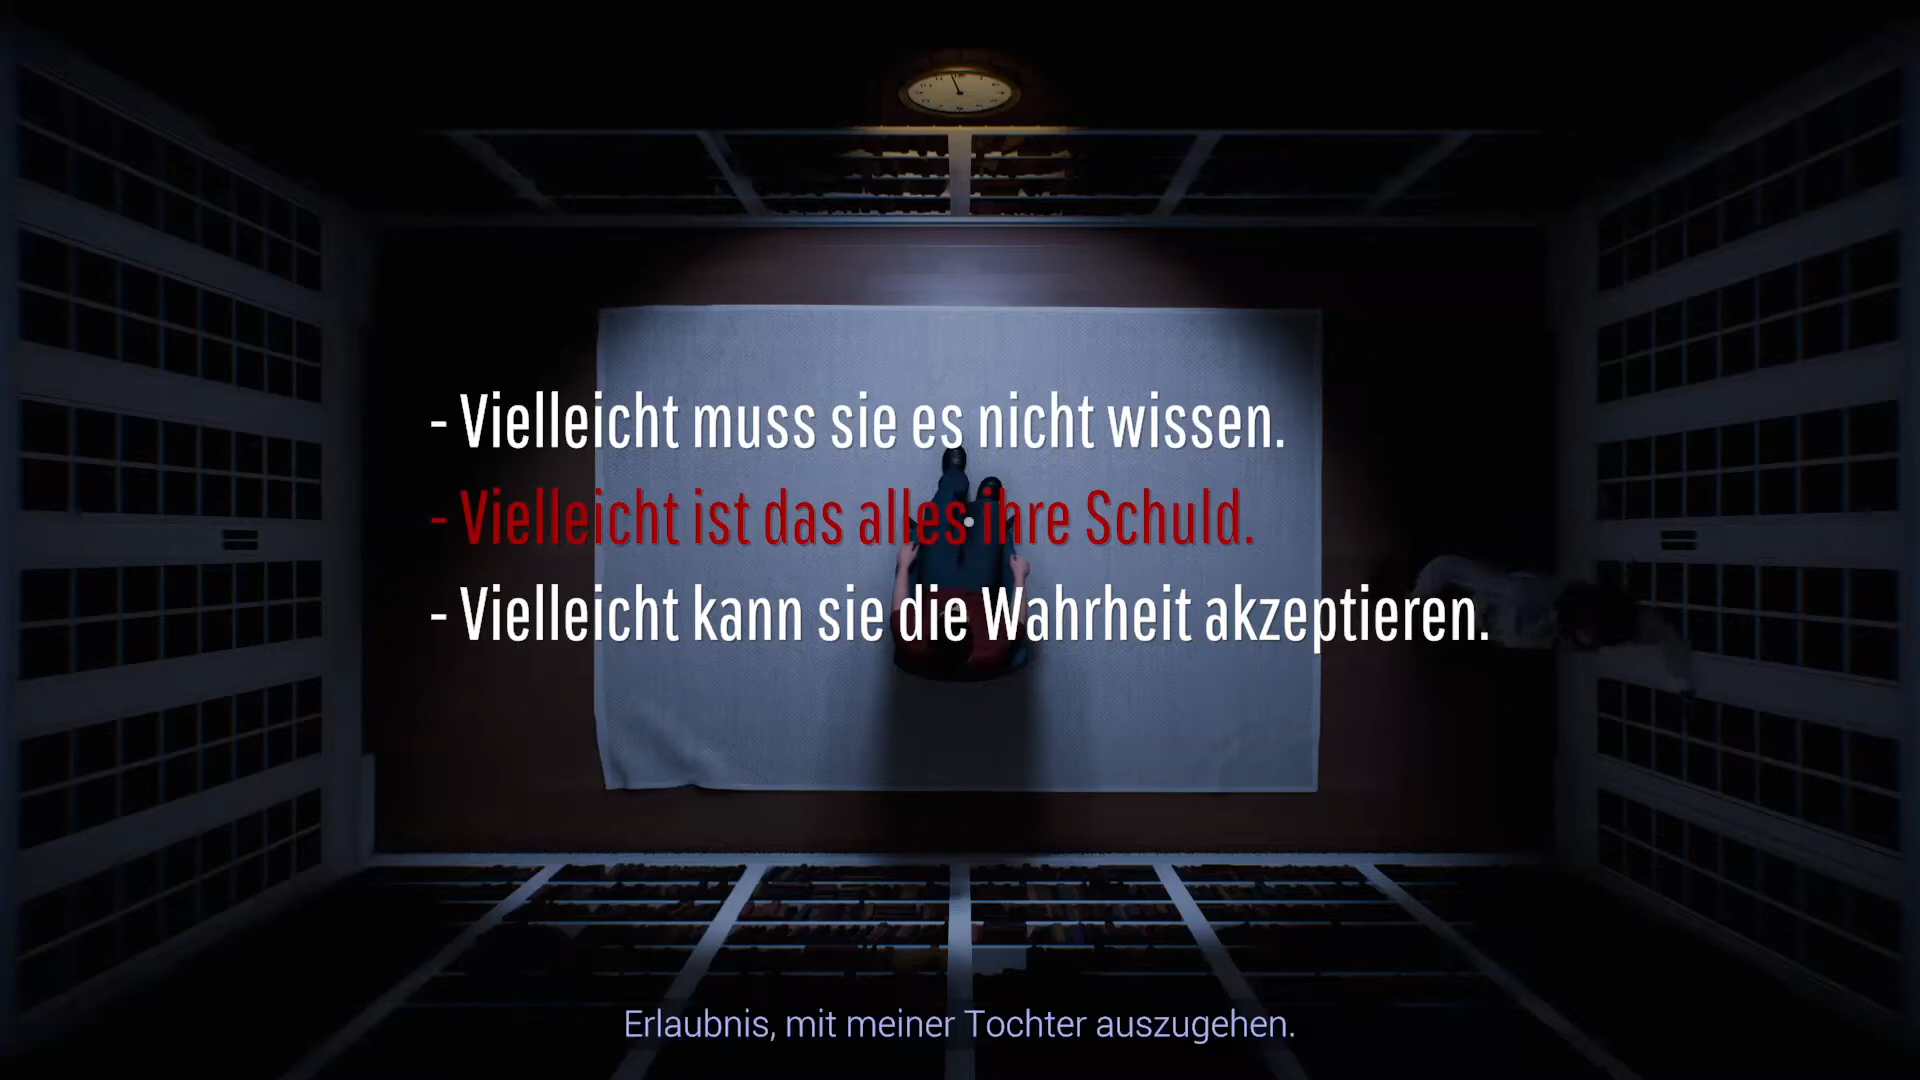 - Vielleicht muss sie es nicht wissen.
- Vielleicht ist das alles ihre Schuld.
- Vielleicht kann sie die Wahrheit akzeptieren.
Erlaubnis, mit meiner Tochter auszugehen.